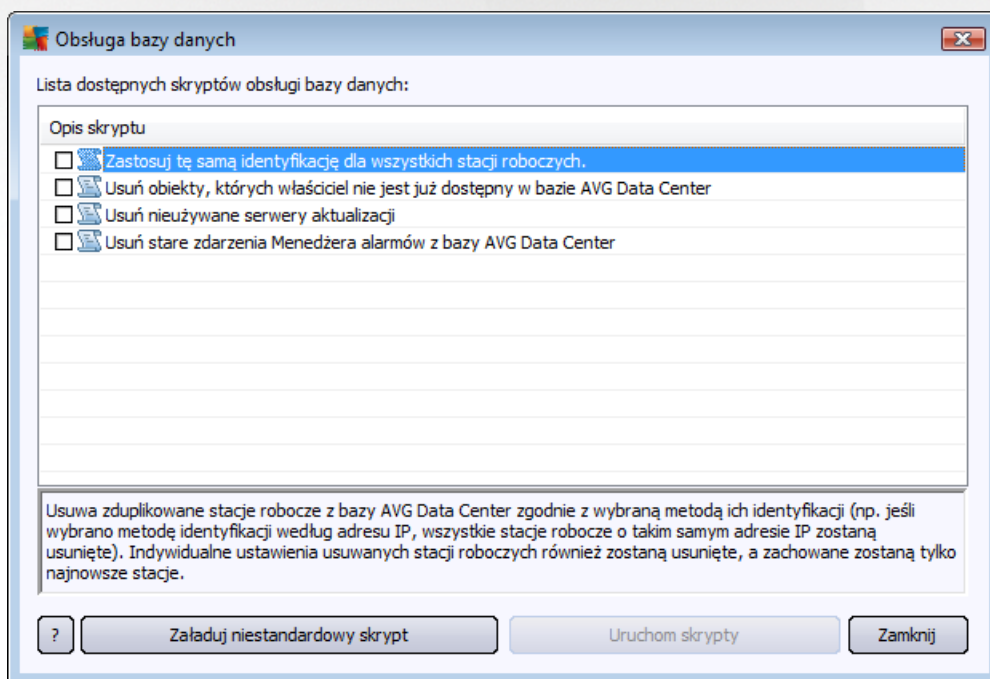 Obsługa bazy danych
Lista dostępnych skryptów obsługi bazy danych:
Opis skryptu
Zastosuj tę samą identyfikację dla wszystkich stacji roboczych.
Usuń obiekty, których właściciel nie jest już dostępny w bazie AVG Data Center
Usuń nieużywane serwery aktualizacji
Usuń stare zdarzenia Menedżera alarmów z bazy AVG Data Center
Usuwa zduplikowane stacje robocze z bazy AVG Data Center zgodnie z wybraną metodą ich identyfikacji (np. jeśli
wybrano metodę identyfikacji według adresu IP, wszystkie stacje robocze o takim samym adresie IP zostaną
usunięte). Indywidualne ustawienia usuwanych stacji roboczych również zostaną usunięte, a zachowane zostaną tylko
najnowsze stacje.
? Załaduj niestandardowy skrypt Uruchom skrypty Zamknij